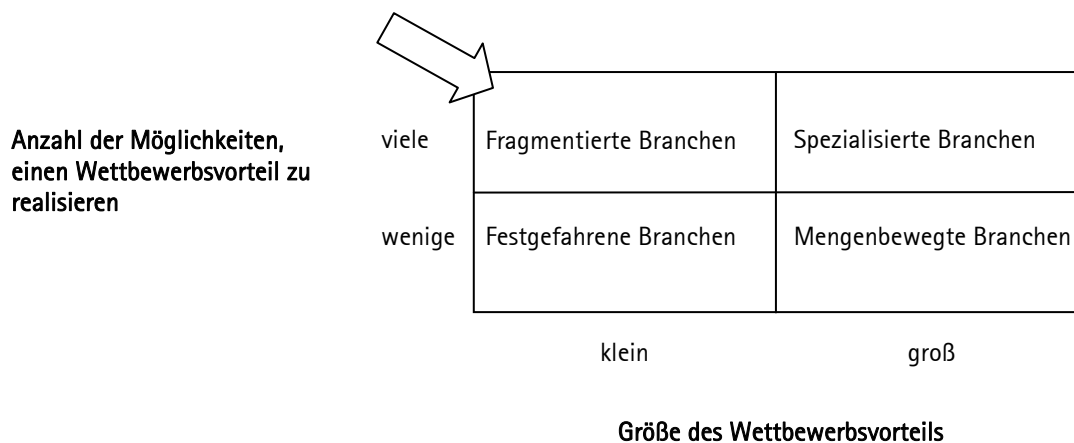 Anzahl der Möglichkeiten,
einen Wettbewerbsvorteil zu
realisieren
viele
Fragmentierte Branchen
Spezialisierte Branchen
wenige
Festgefahrene Branchen
Mengenbewegte Branchen
klein
groß
Größe des Wettbewerbsvorteils